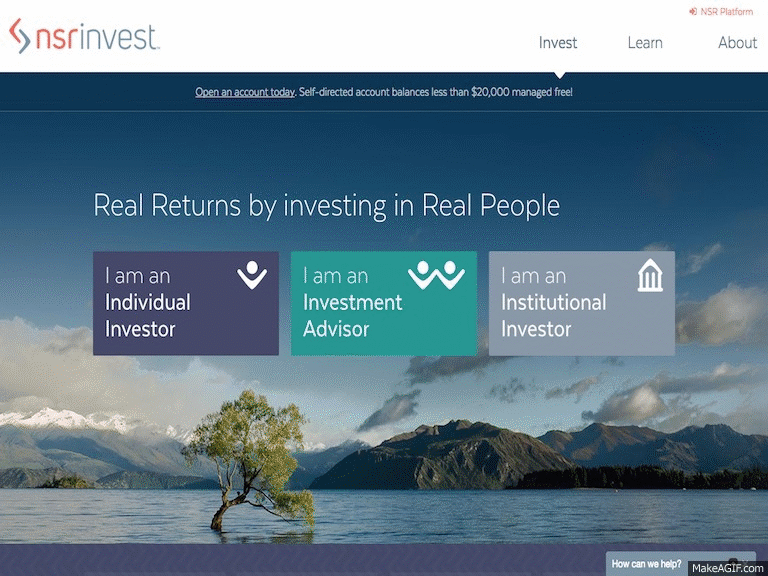 NSR Platform
nsrinvest
Invest Learn About
Open an account today. Self-directed account balances less than $20,000 managed free!
Real Returns by investing in Real People
I am an
Individual
Investor
I am an
Investment
Advisor
I am an
Institutional
Investor
How can we help?
MakeAGIF.com